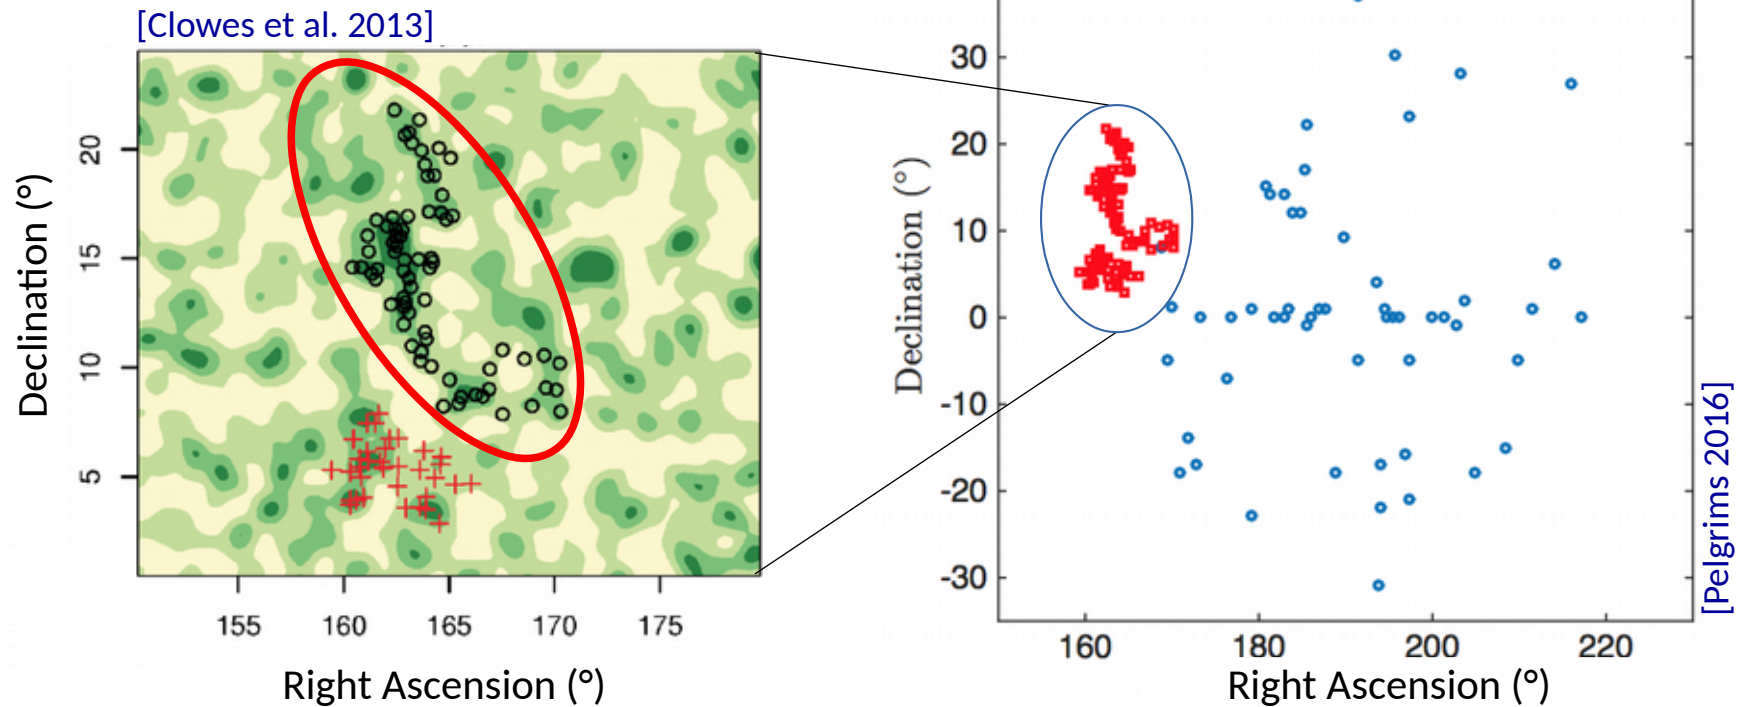 [Clowes et al. 2013]
20
15
10
5
Declination (°)
155 160 165 170 175
Right Ascension (°)
30
20
10
0
-10
-20
-30
Declination (°)
160 180 200 220
Right Ascension (°)
[Pelgrims 2016]